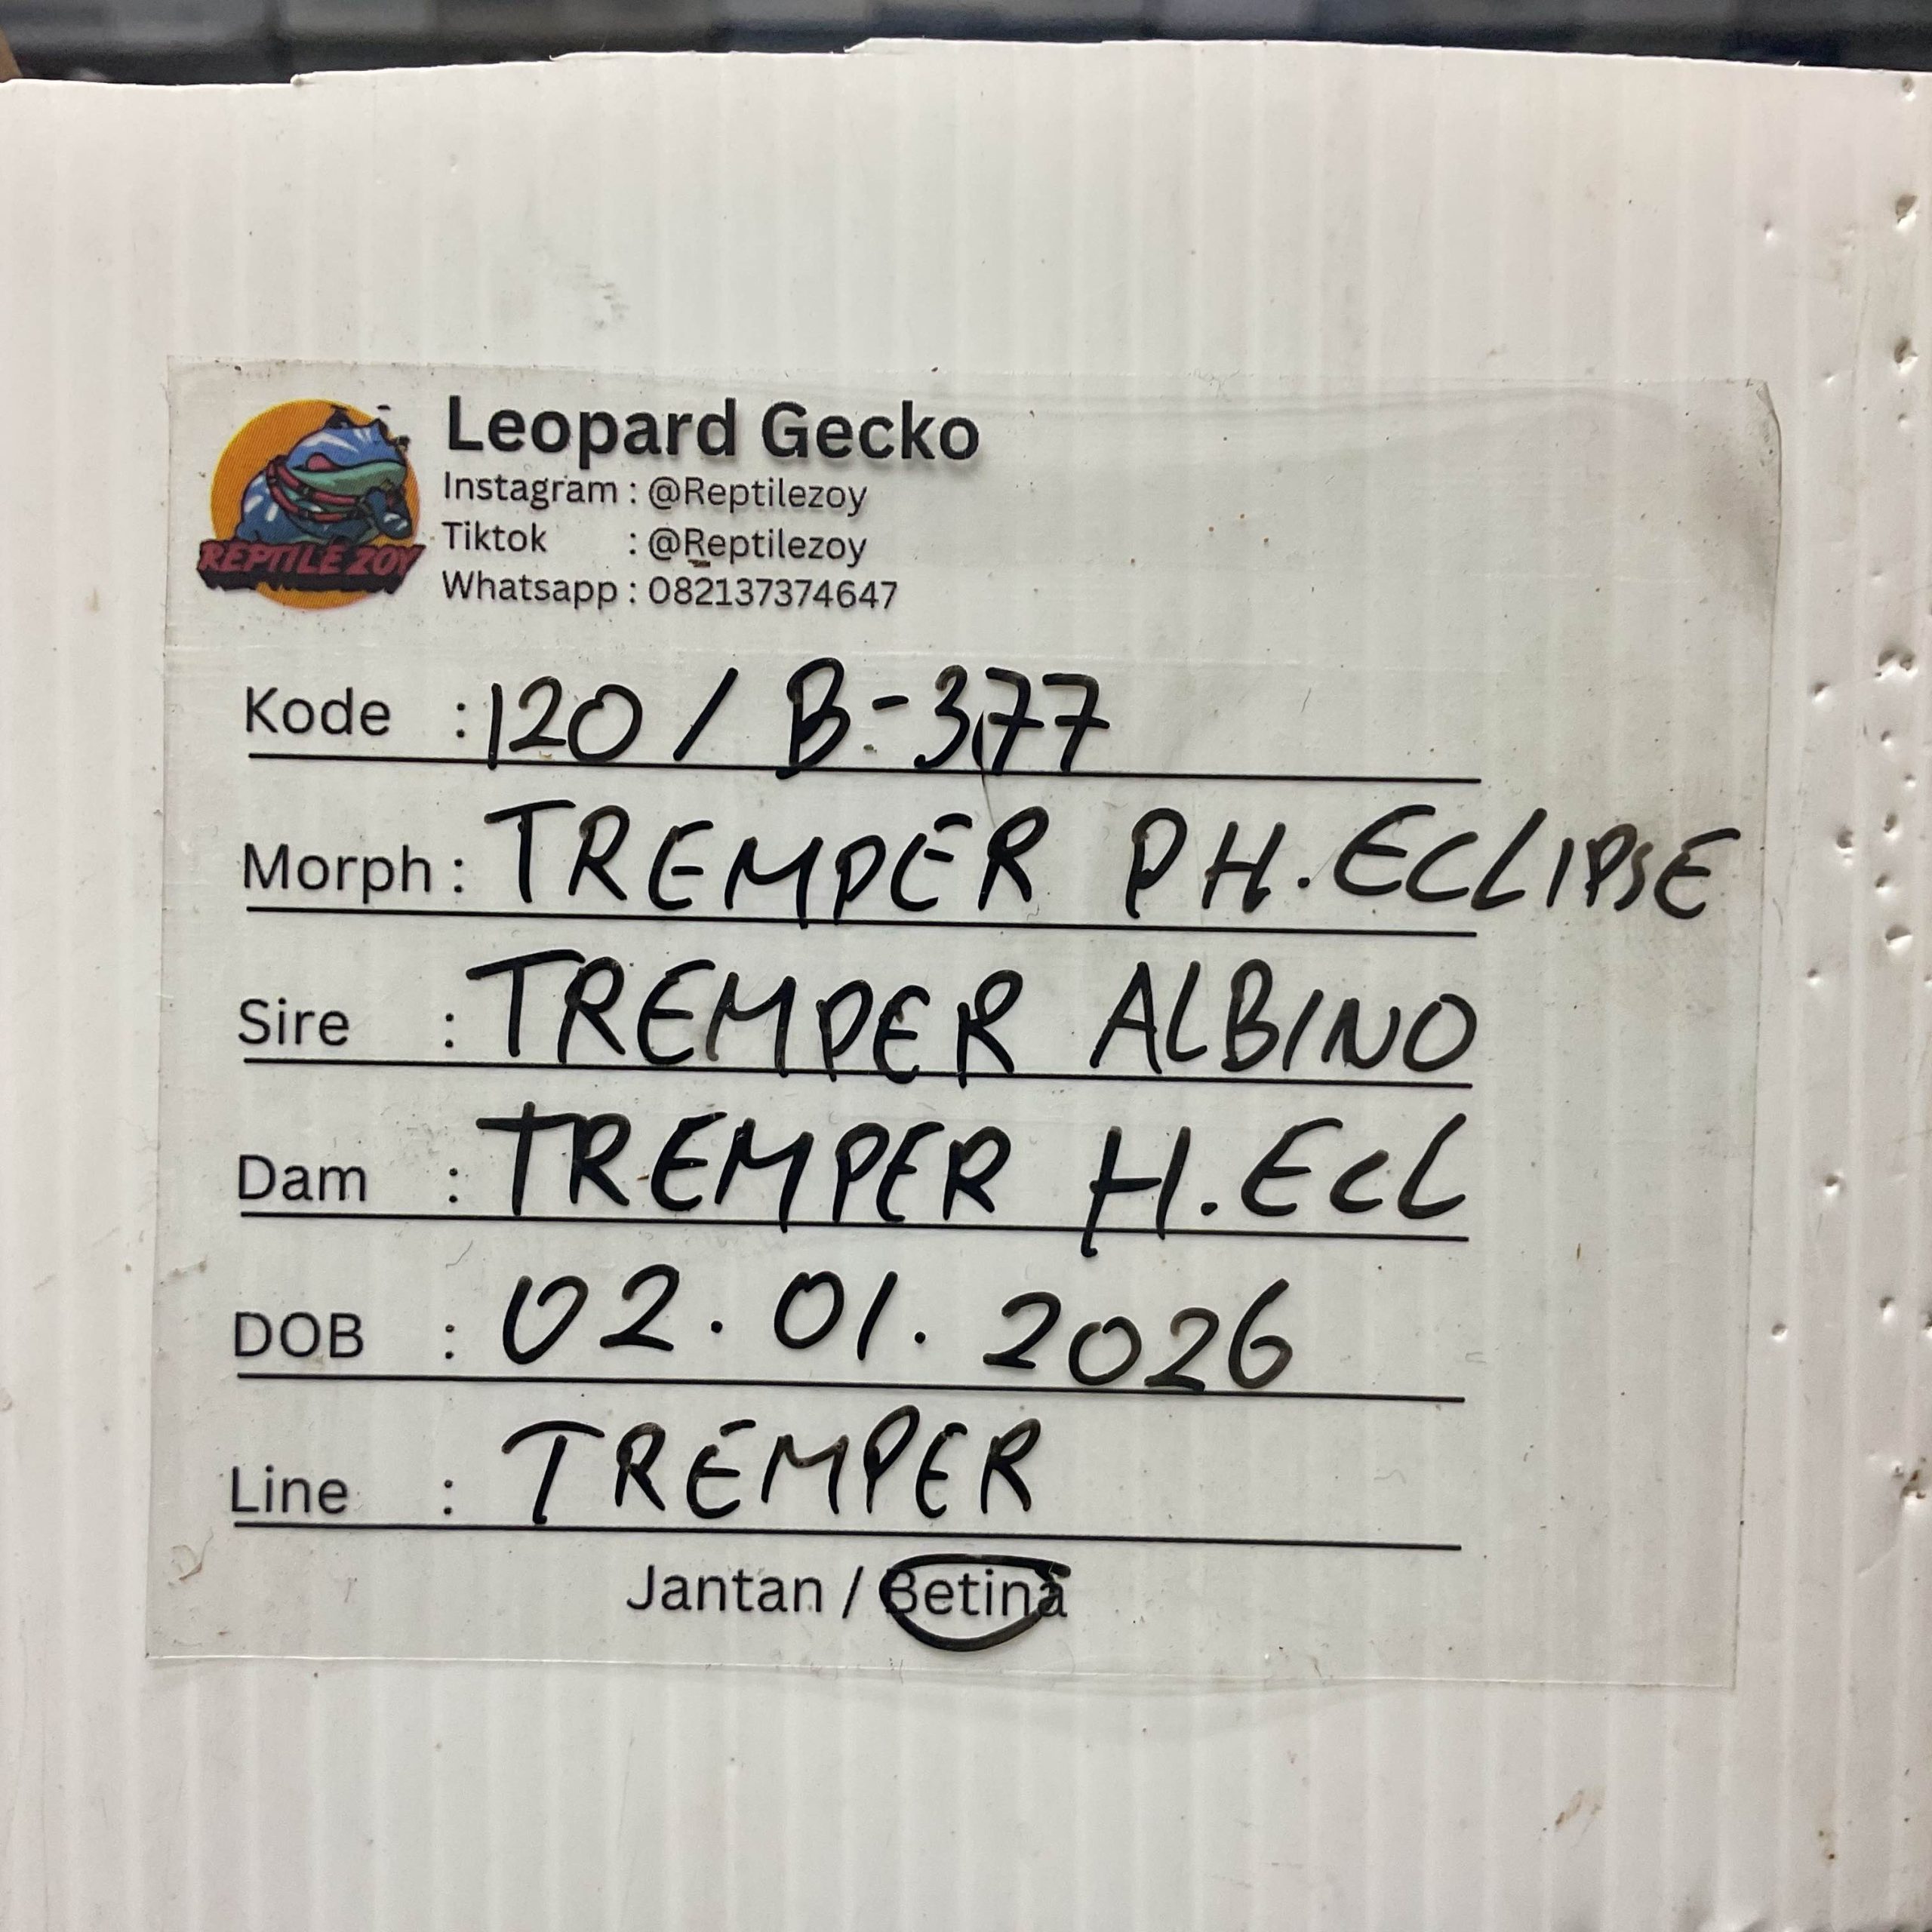 REPTILE ZOY
Leopard Gecko
Instagram : @Reptilezoy
Tiktok : @Reptilezoy
Whatsapp : 082137374647
Kode : 120 / B-377
Morph : TREMPER PH. ECLIPSE
Sire : TREMPER ALBINO
Dam : TREMPER H. ECL
DOB : 02.01.2026
Line : TREMPER
Jantan / Betina